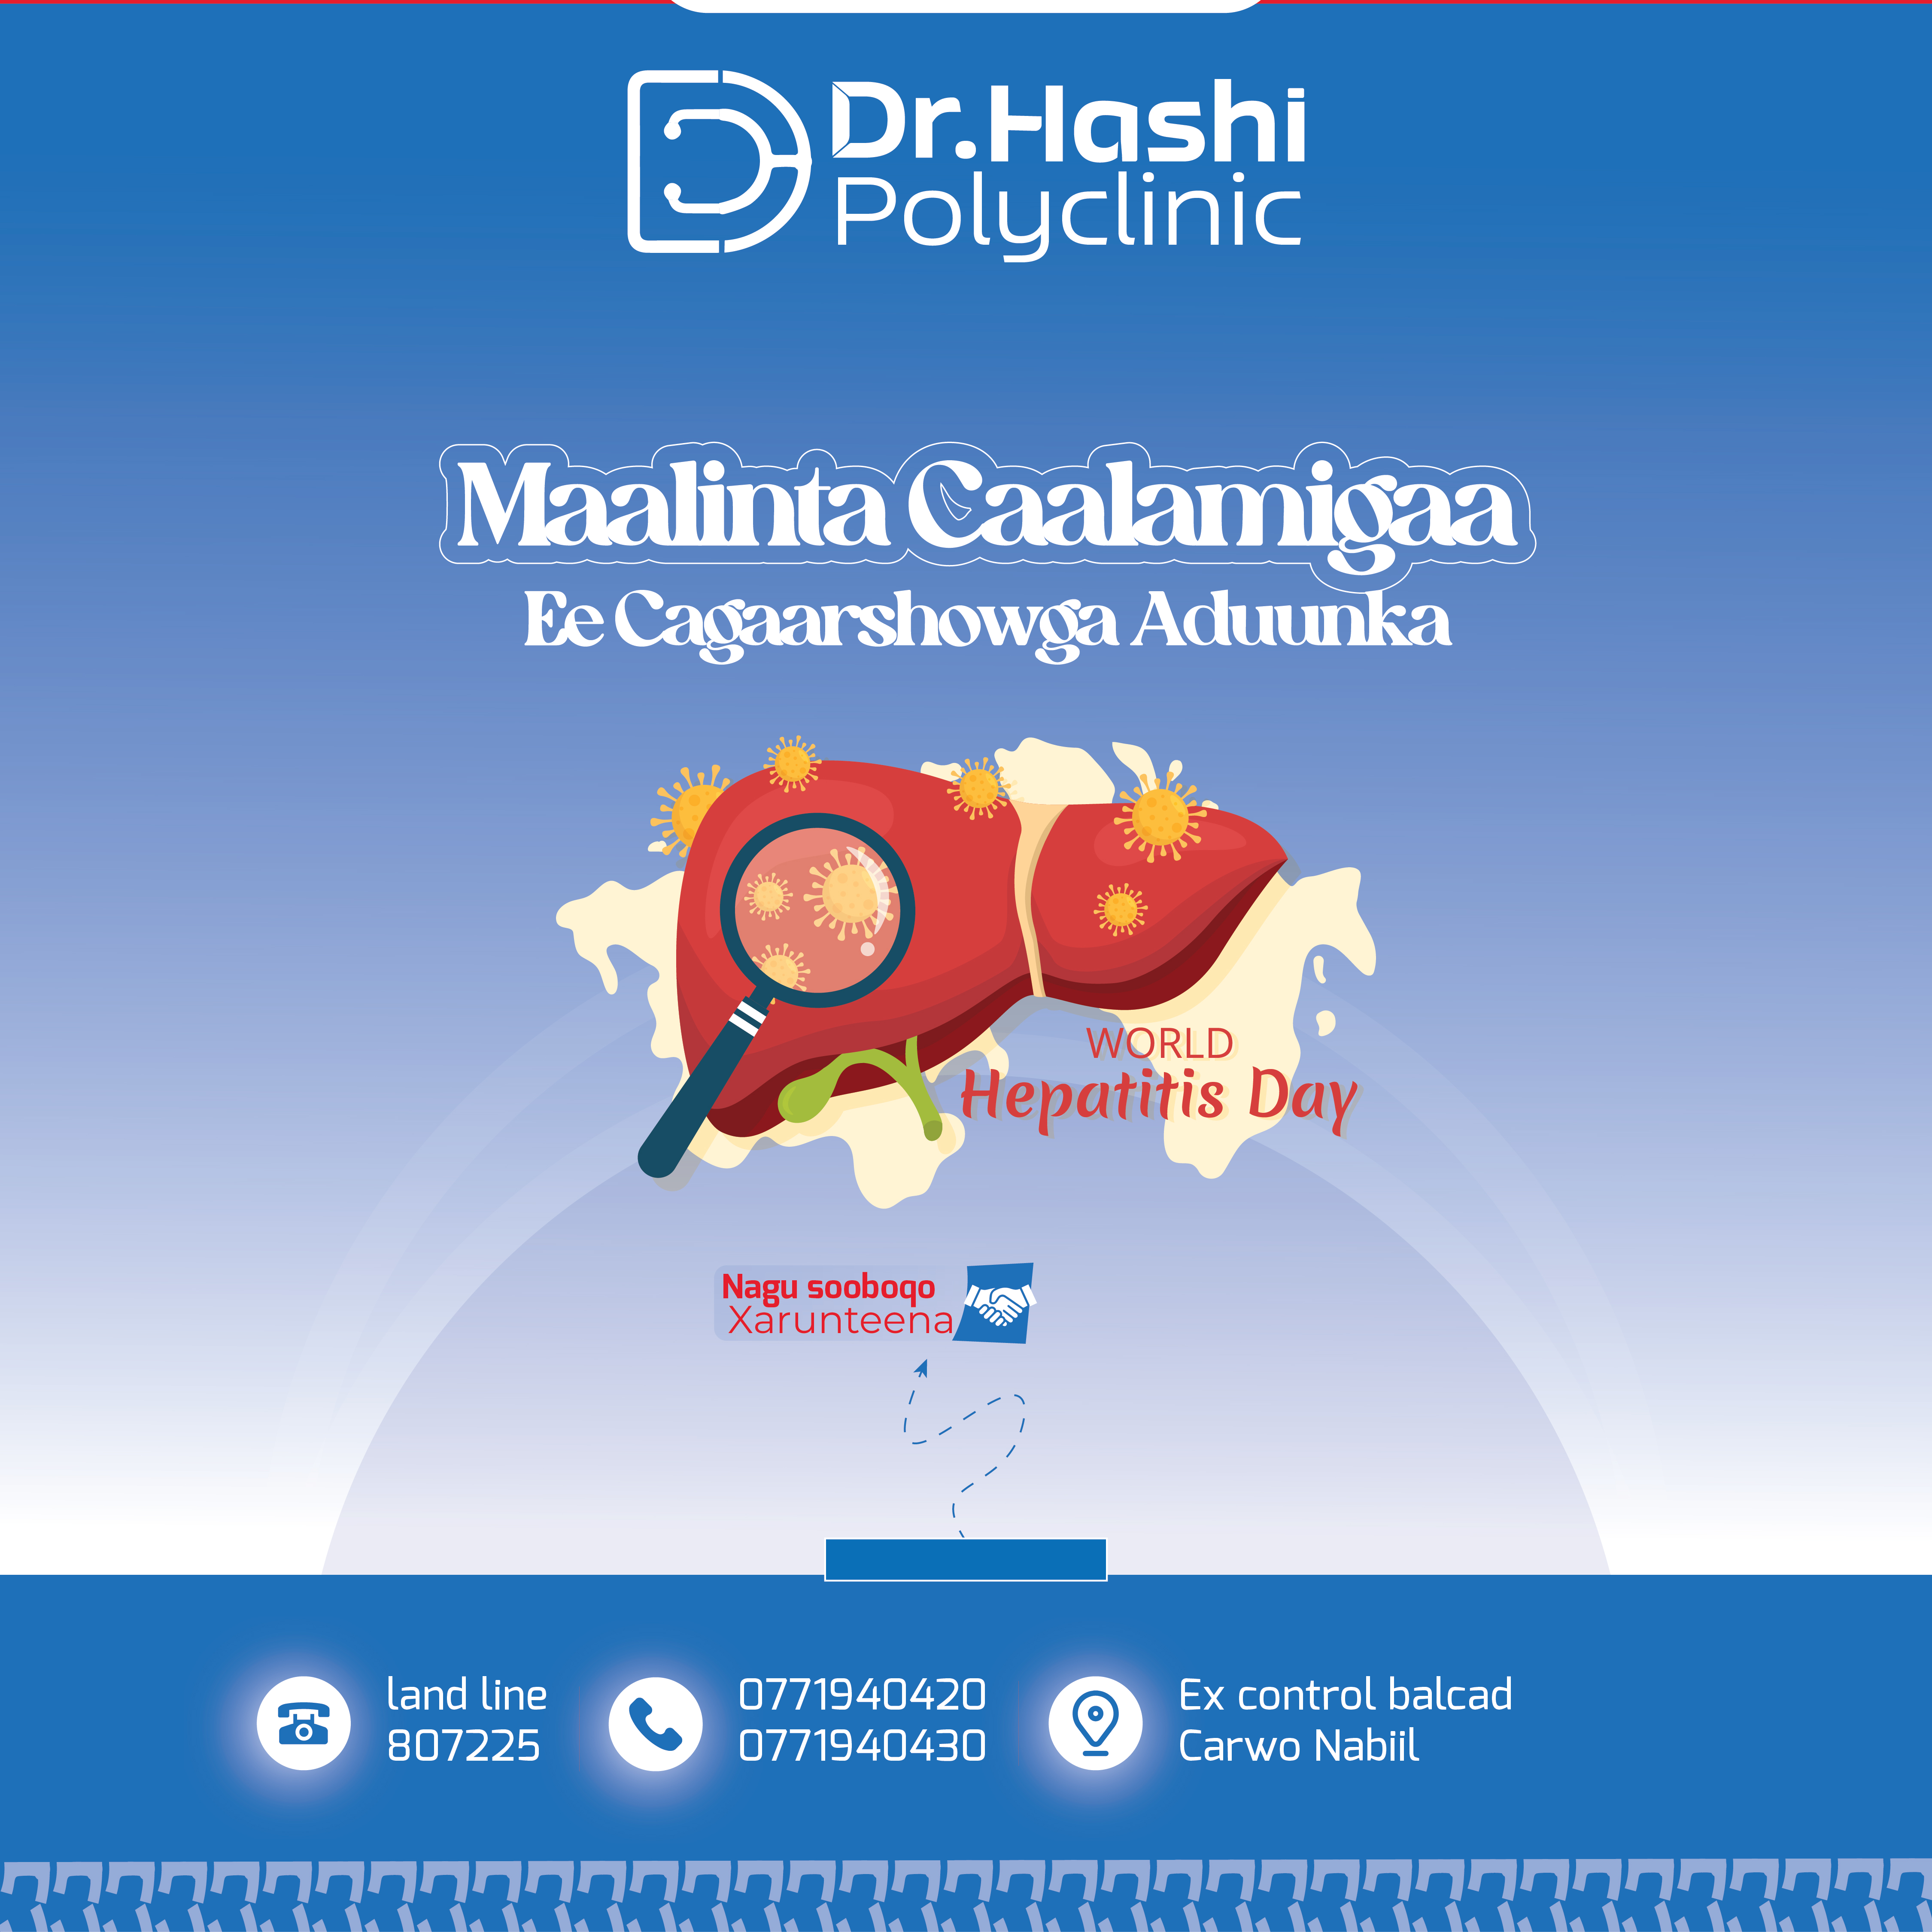 Dr.Hashi
Polyclinic
Maalinta Caalamigaa
Ee Cagaarshowga Aduunka
WORLD
Hepatitis Day
Nagu sooboqo
Xarunteena
land line
807225
0771940420
0771940430
Ex control balcad
Carwo Nabiil